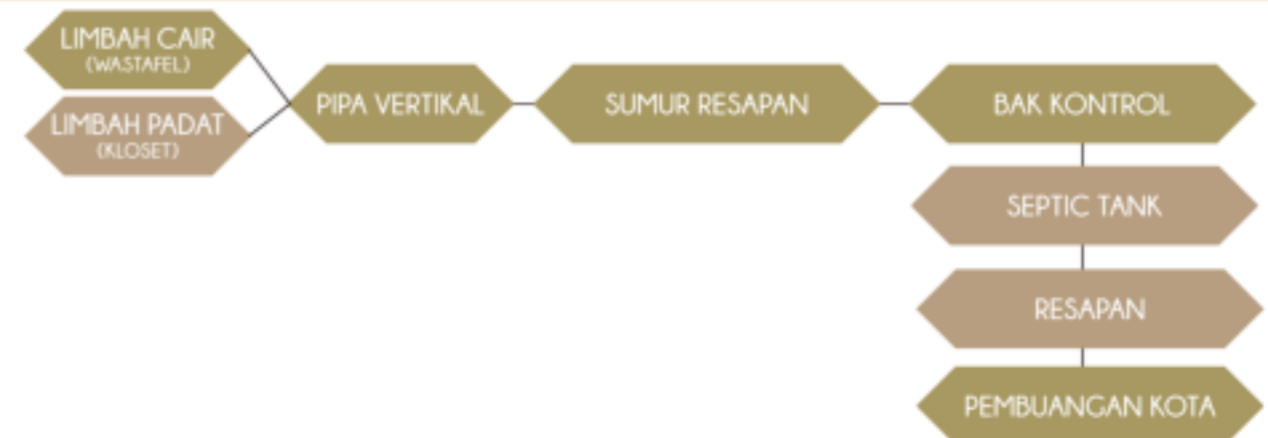 LIMBAH CAIR
(WASTAFEL)
LIMBAH PADAT
(KLOSET)
PIPA VERTIKAL
SUMUR RESAPAN
BAK KONTROL
SEPTIC TANK
RESAPAN
PEMBUANGAN KOTA